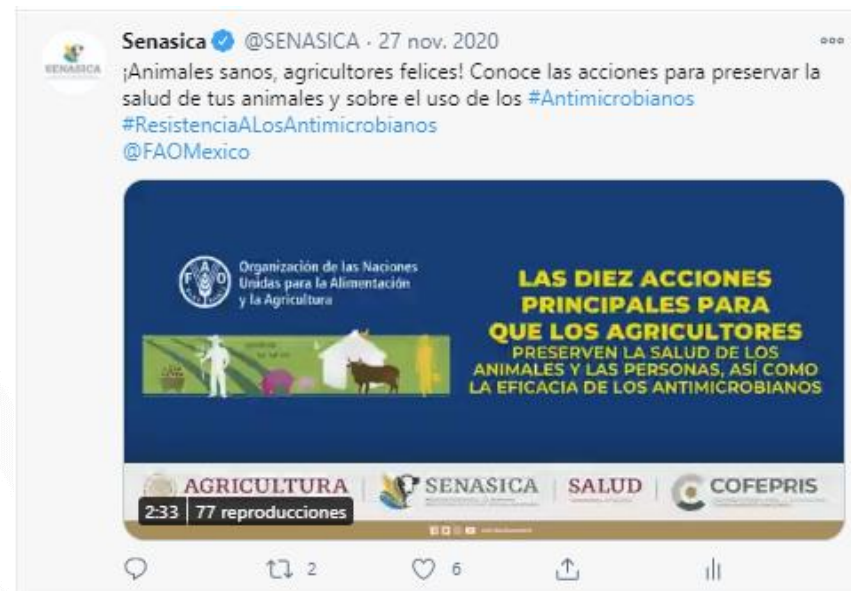 Senasica @SENASICA · 27 nov. 2020
¡Animales sanos, agricultores felices! Conoce las acciones para preservar la
salud de tus animales y sobre el uso de los #Antimicrobianos
#ResistenciaALosAntimicrobianos
@FAOMexico
SENASICA
FAO
Organización de las Naciones
Unidas para la Alimentación
y la Agricultura
LAS DIEZ ACCIONES
PRINCIPALES PARA
QUE LOS AGRICULTORES
PRESERVEN LA SALUD DE LOS
ANIMALES Y LAS PERSONAS, ASÍ COMO
LA EFICACIA DE LOS ANTIMICROBIANOS
AGRICULTURA
SENASICA
SALUD
COFEPRIS
2:33 77 reproducciones
2 6